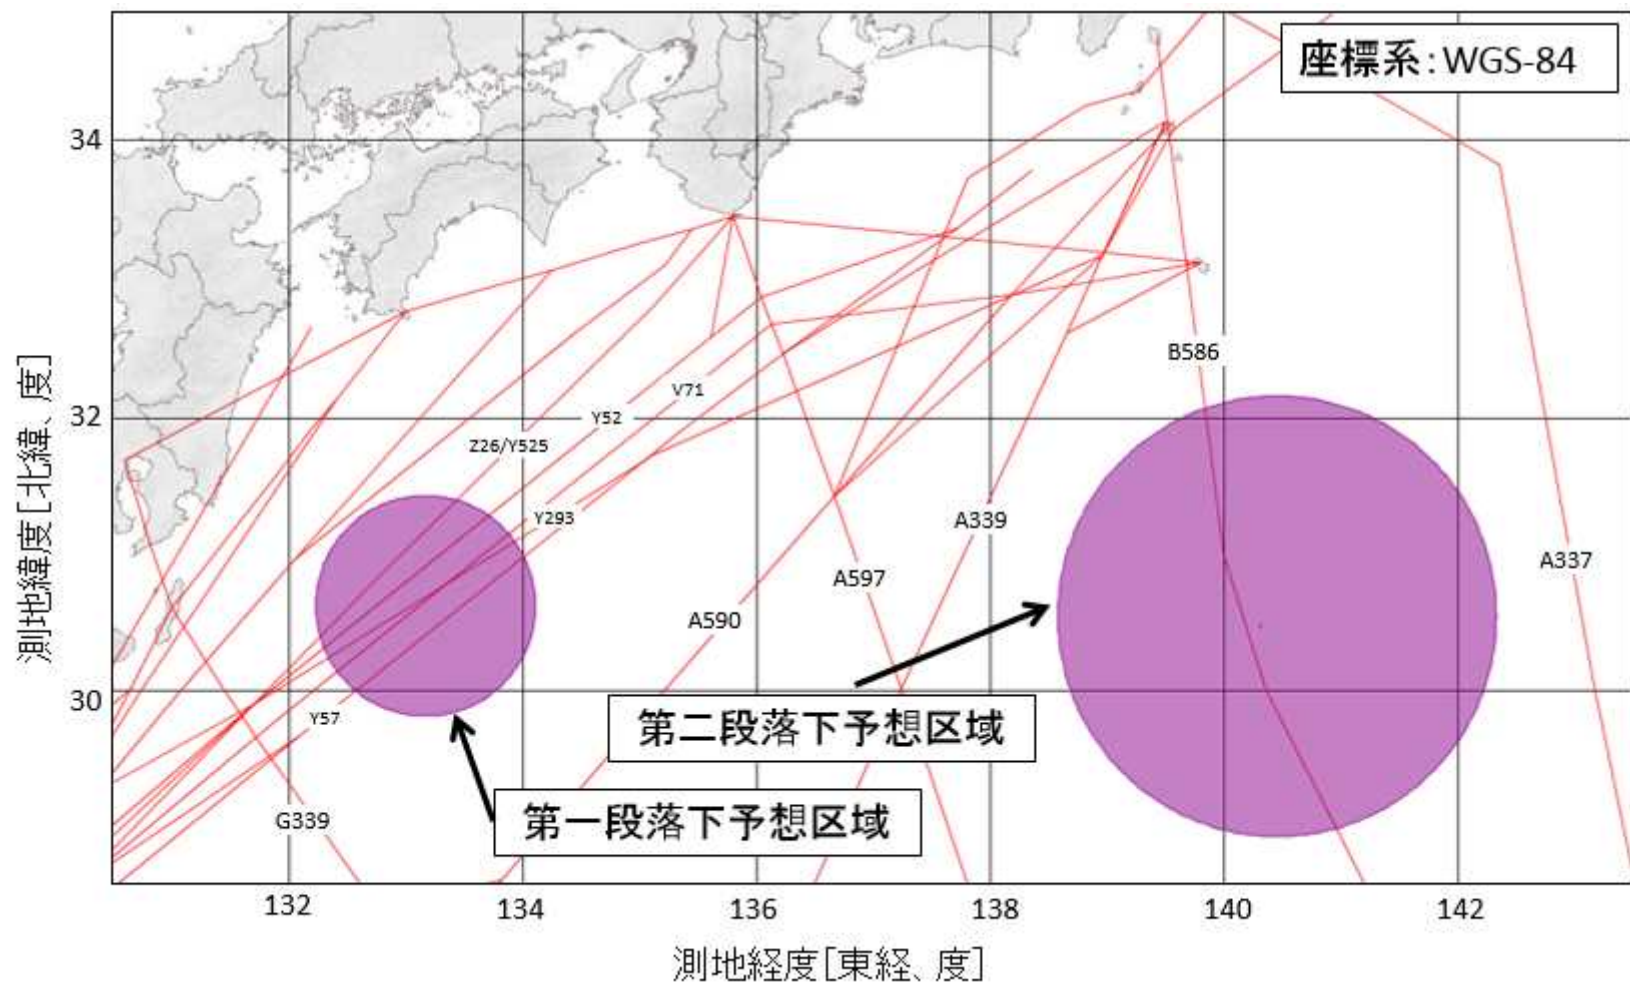 座標系:WGS-84
34
B586
V71
32
Y52
Z26/Y525
Y293
A339
A337
A597
A590
30
第二段落下予想区域
Y57
第一段落下予想区域
G339
132
134
136
138
140
142
測地緯度[北緯、度]
測地経度[東経、度]